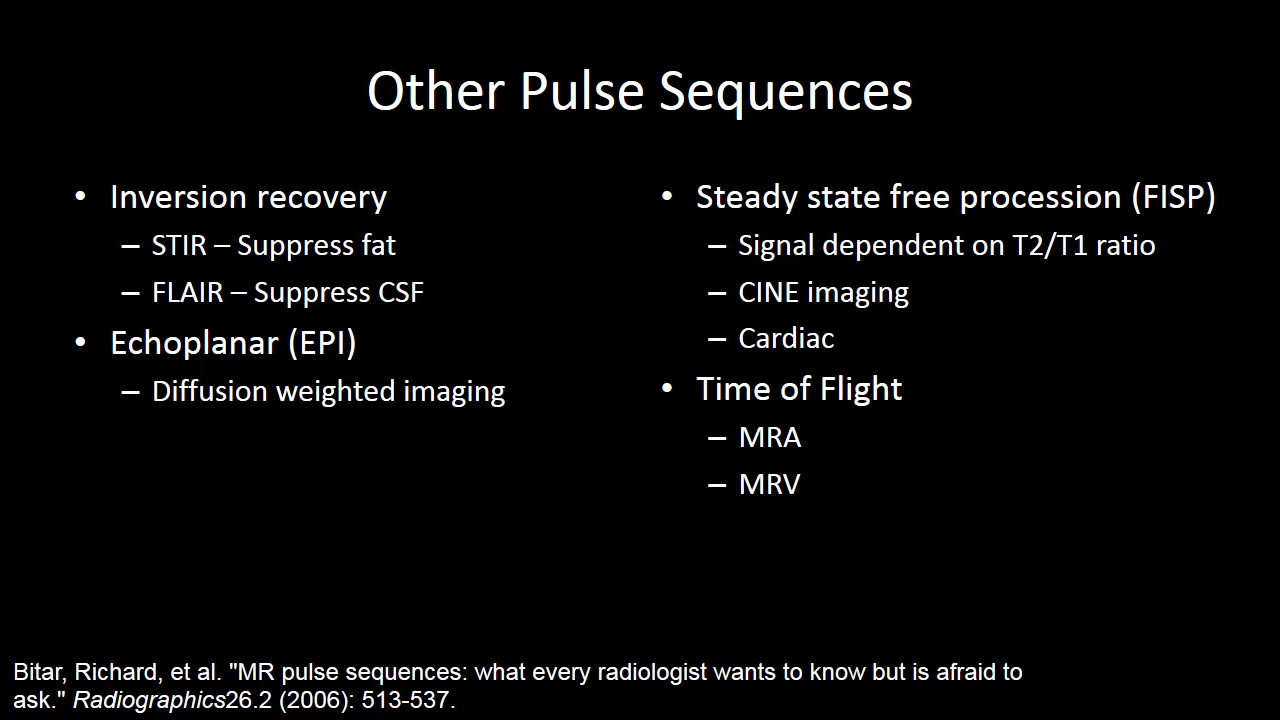 Other Pulse Sequences
• Inversion recovery
– STIR – Suppress fat
– FLAIR – Suppress CSF
• Echoplanar (EPI)
– Diffusion weighted imaging
• Steady state free procession (FISP)
– Signal dependent on T2/T1 ratio
– CINE imaging
– Cardiac
• Time of Flight
– MRA
– MRV
Bitar, Richard, et al. "MR pulse sequences: what every radiologist wants to know but is afraid to
ask." Radiographics26.2 (2006): 513-537.